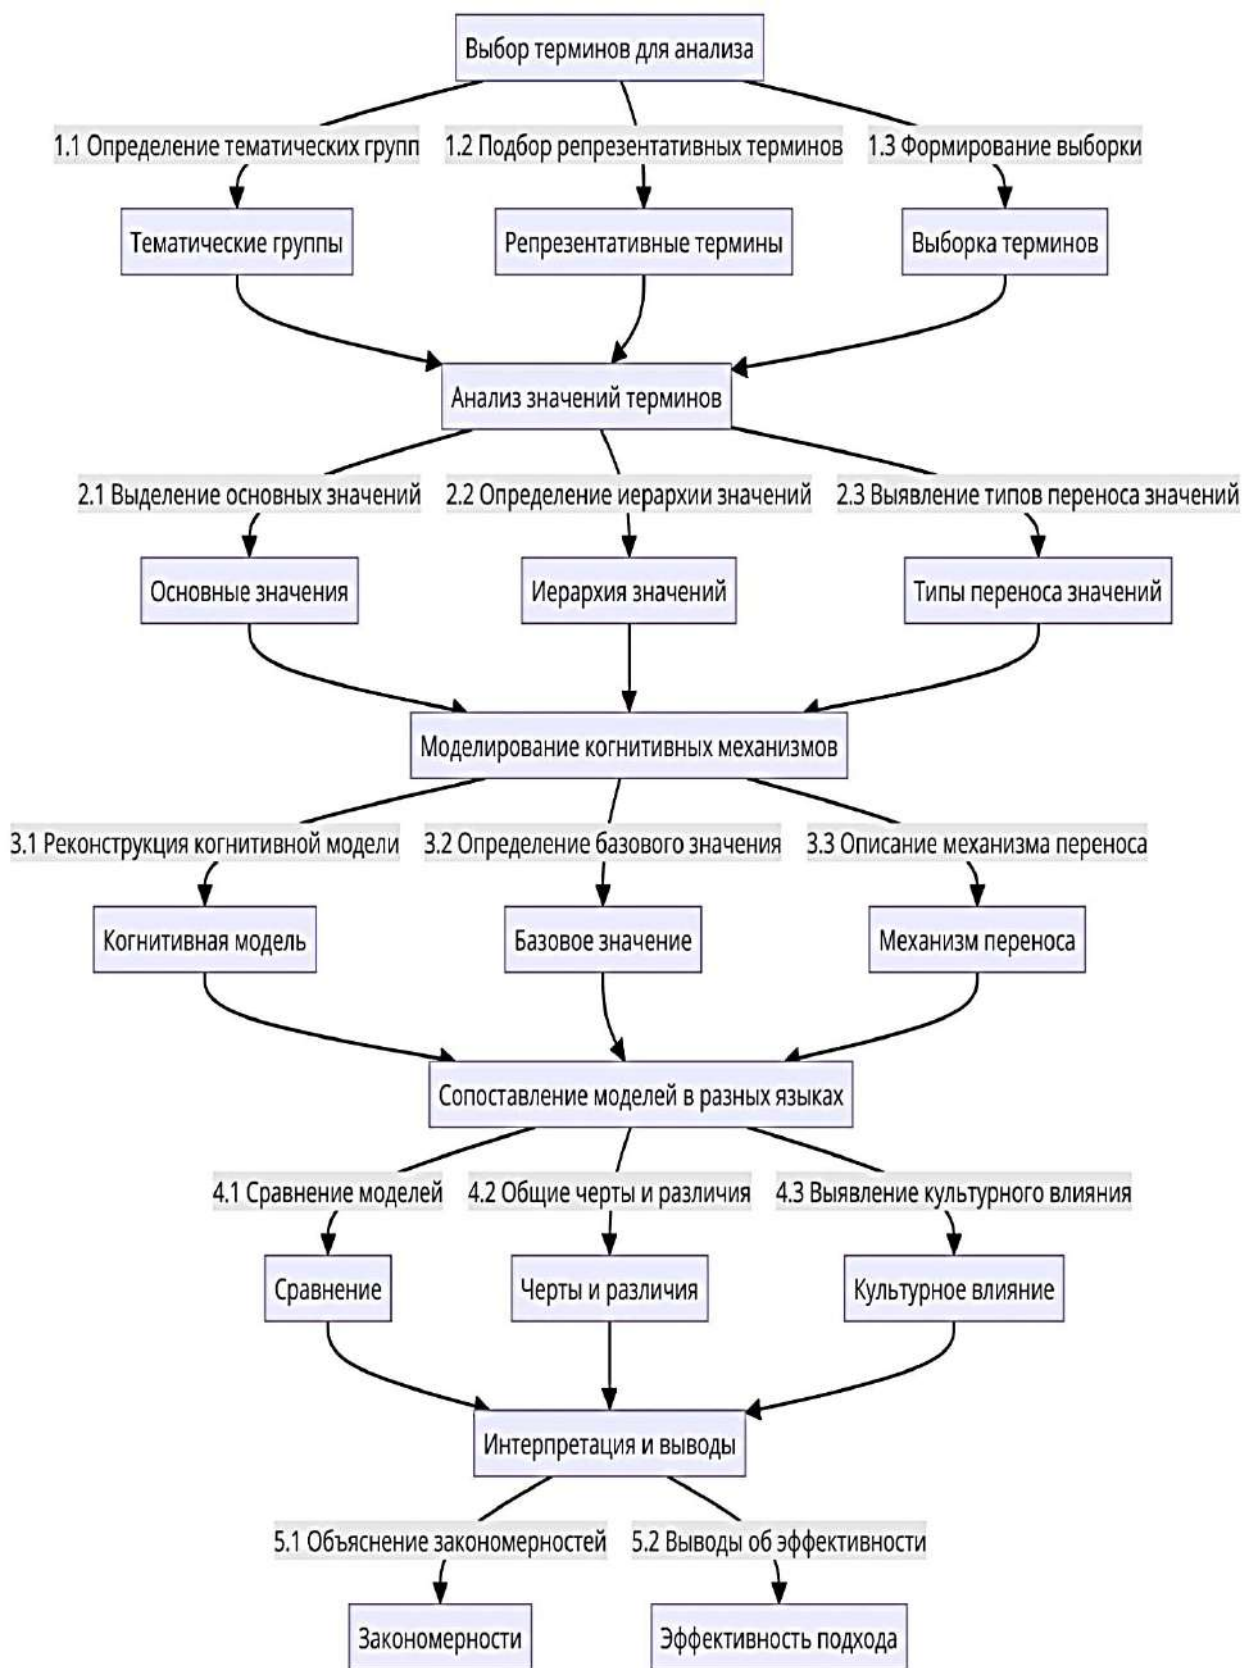 Выбор терминов для анализа
1.1 Определение тематических групп
1.2 Подбор репрезентативных терминов
1.3 Формирование выборки
Тематические группы
Репрезентативные термины
Выборка терминов
Анализ значений терминов
2.1 Выделение основных значений
2.2 Определение иерархии значений
2.3 Выявление типов переноса значений
Основные значения
Иерархия значений
Типы переноса значений
Моделирование когнитивных механизмов
3.1 Реконструкция когнитивной модели
3.2 Определение базового значения
3.3 Описание механизма переноса
Когнитивная модель
Базовое значение
Механизм переноса
Сопоставление моделей в разных языках
4.1 Сравнение моделей
4.2 Общие черты и различия
4.3 Выявление культурного влияния
Сравнение
Черты и различия
Культурное влияние
Интерпретация и выводы
5.1 Объяснение закономерностей
5.2 Выводы об эффективности
Закономерности
Эффективность подхода